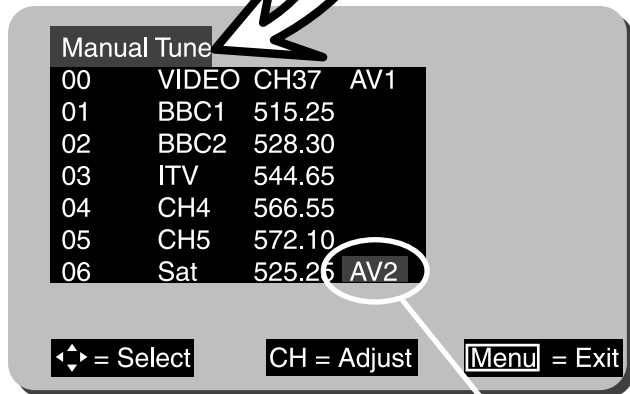 Manual Tune
00 VIDEO CH37 AV1
01 BBC1 515.25
02 BBC2 528.30
03 ITV 544.65
04 CH4 566.55
05 CH5 572.10
06 Sat 525.25 AV2
= Select CH = Adjust Menu = Exit